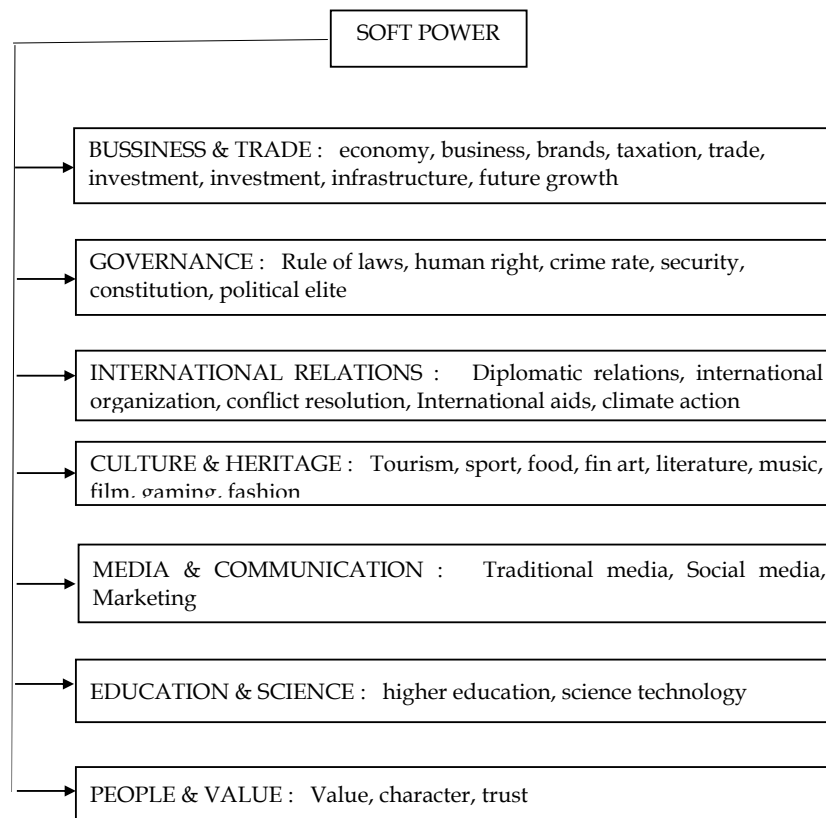 SOFT POWER
BUSSINESS & TRADE : economy, business, brands, taxation, trade,
investment, investment, infrastructure, future growth
GOVERNANCE : Rule of laws, human right, crime rate, security,
constitution, political elite
INTERNATIONAL RELATIONS : Diplomatic relations, international
organization, conflict resolution, International aids, climate action
CULTURE & HERITAGE : Tourism, sport, food, fin art, literature, music,
film, gaming, fashion
MEDIA & COMMUNICATION : Traditional media, Social media,
Marketing
EDUCATION & SCIENCE : higher education, science technology
PEOPLE & VALUE : Value, character, trust